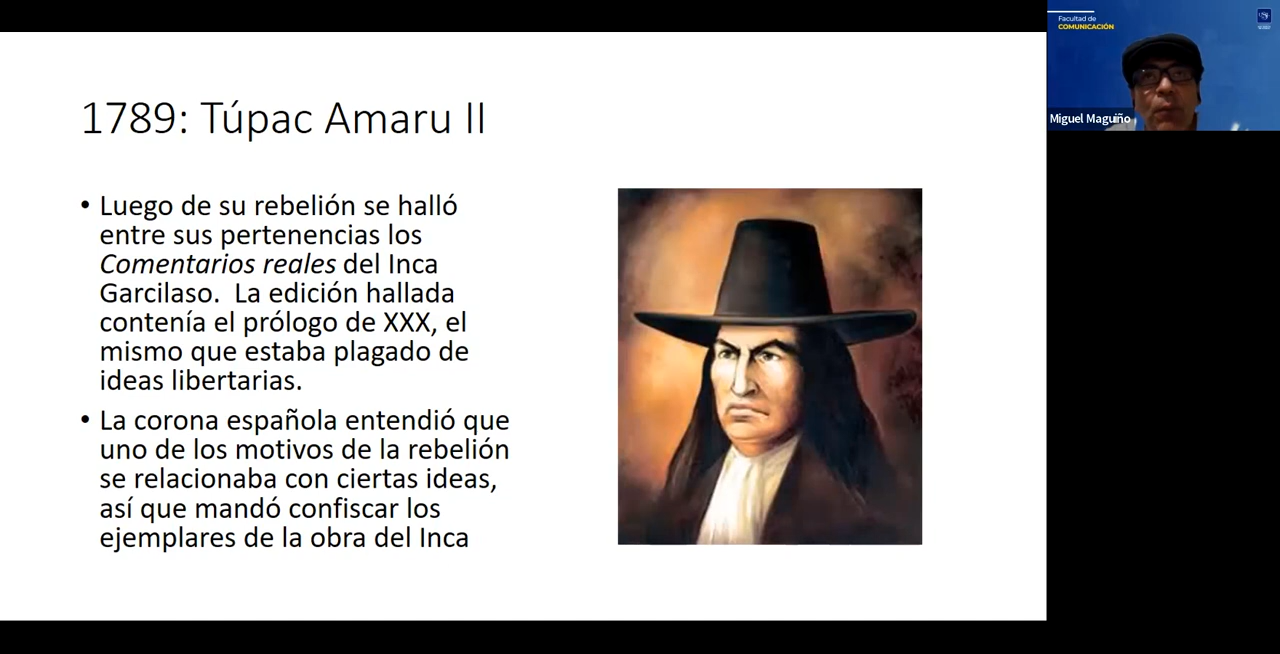 1789: Túpac Amaru II
• Luego de su rebelión se halló
entre sus pertenencias los
Comentarios reales del Inca
Garcilaso.  La edición hallada
contenía el prólogo de XXX, el
mismo que estaba plagado de
ideas libertarias.
• La corona española entendió que
uno de los motivos de la rebelión
se relacionaba con ciertas ideas,
así que mandó confiscar los
ejemplares de la obra del Inca
Facultad de
COMUNICACIÓN
Miguel Maguiño